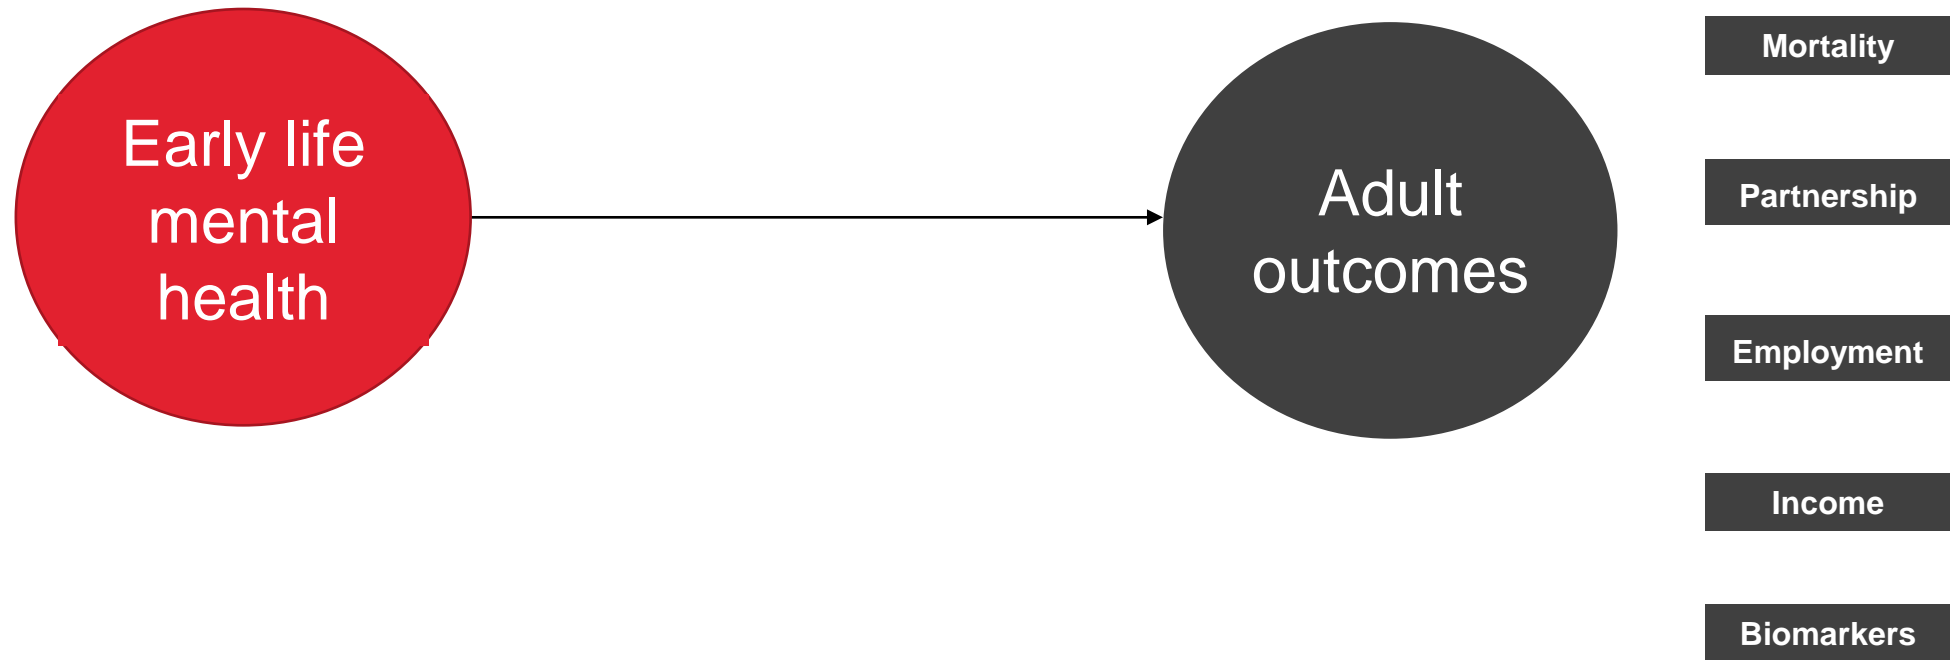 Early life
mental
health
Adult
outcomes
Mortality
Partnership
Employment
Income
Biomarkers